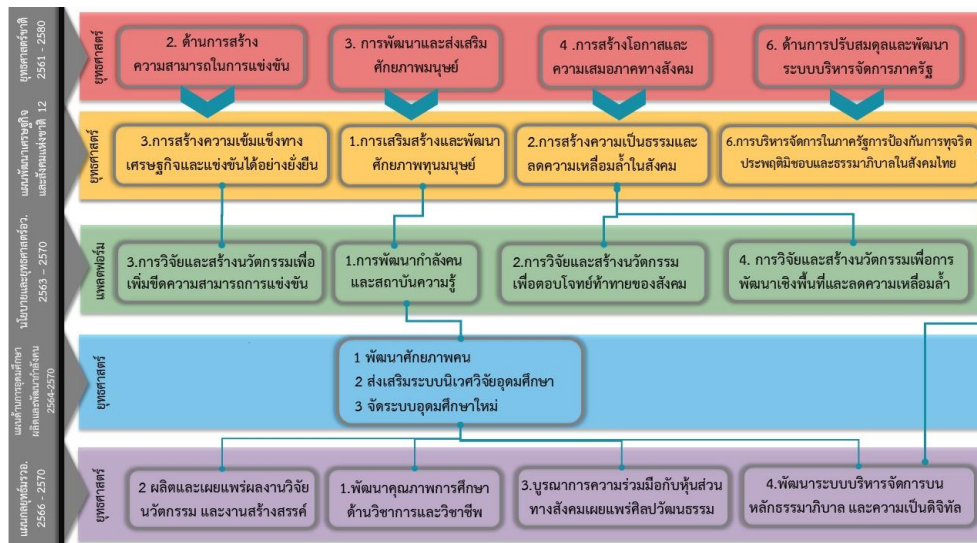 ยุทธศาสตร์ชาติ
2561 - 2580
ยุทธศาสตร์
2. ด้านการสร้าง
ความสามารถในการแข่งขัน
3. การพัฒนาและส่งเสริม
ศักยภาพมนุษย์
4 .การสร้างโอกาสและ
ความเสมอภาคทางสังคม
6. ด้านการปรับสมดุลและพัฒนา
ระบบบริหารจัดการภาครัฐ
แผนพัฒนาเศรษฐกิจ
และสังคมแห่งชาติ 12
ยุทธศาสตร์
3.การสร้างความเข้มแข็งทาง
เศรษฐกิจและแข่งขันได้อย่างยั่งยืน
1.การเสริมสร้างและพัฒนา
ศักยภาพทุนมนุษย์
2.การสร้างความเป็นธรรมและ
ลดความเหลื่อมล้ำในสังคม
6.การบริหารจัดการในภาครัฐการป้องกันการทุจริต
ประพฤติมิชอบและธรรมาภิบาลในสังคมไทย
นโยบายและยุทธศาสตร์อว.
2563 – 2570
แพลตฟอร์ม
3.การวิจัยและสร้างนวัตกรรมเพื่อ
เพิ่มขีดความสามารถการแข่งขัน
1.การพัฒนากำลังคน
และสถาบันความรู้
2.การวิจัยและสร้างนวัตกรรม
เพื่อตอบโจทย์ท้าทายของสังคม
4. การวิจัยและสร้างนวัตกรรมเพื่อการ
พัฒนาเชิงพื้นที่และลดความเหลื่อมล้ำ
แผนด้านการอุดมศึกษา
ผลิตและพัฒนากำลังคน
2564-2570
ยุทธศาสตร์
1 พัฒนาศักยภาพคน
2 ส่งเสริมระบบนิเวศวิจัยอุดมศึกษา
3 จัดระบบอุดมศึกษาใหม่
แผนกลยุทธ์มรวอ.
2566 - 2570
ยุทธศาสตร์
2 ผลิตและเผยแพร่ผลงานวิจัย
นวัตกรรม และงานสร้างสรรค์
1.พัฒนาคุณภาพการศึกษา
ด้านวิชาการและวิชาชีพ
3.บูรณาการความร่วมมือกับหุ้นส่วน
ทางสังคมเผยแพร่ศิลปวัฒนธรรม
4.พัฒนาระบบบริหารจัดการบน
หลักธรรมาภิบาล และความเป็นดิจิทัล